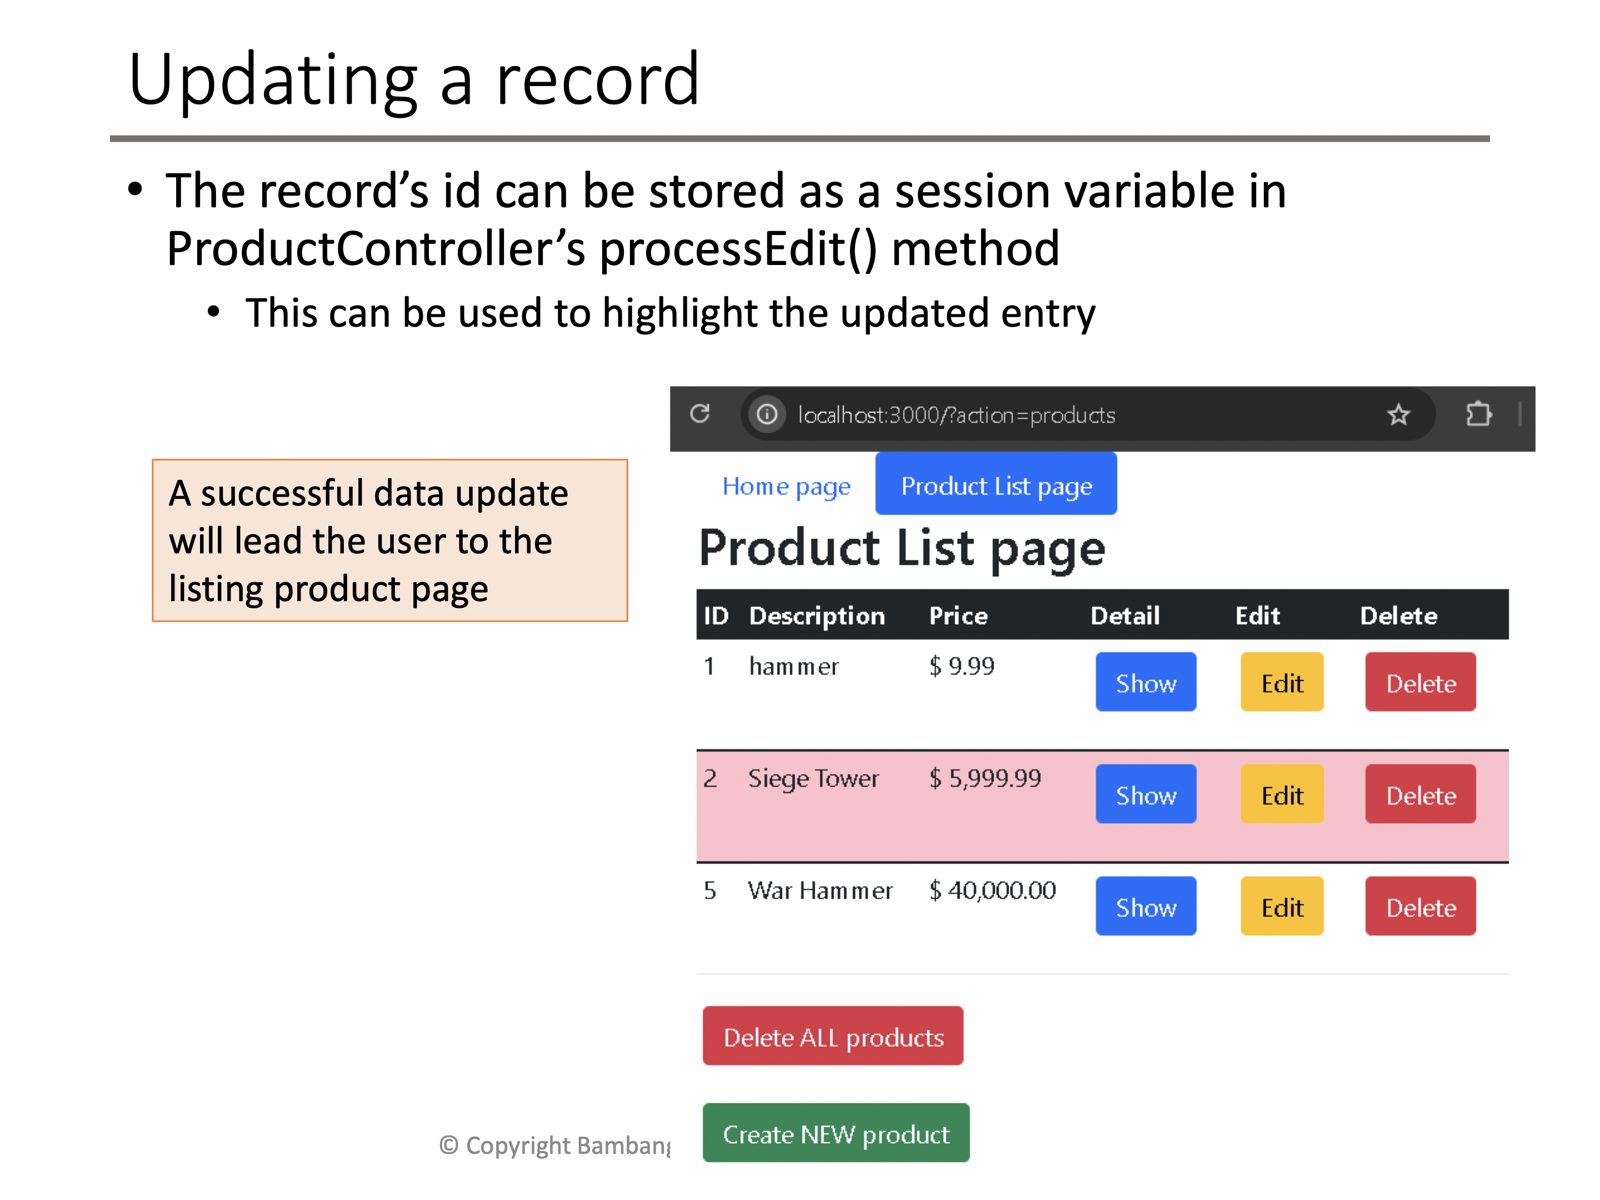 Updating a record
• The record’s id can be stored as a session variable in
ProductController’s processEdit() method
• This can be used to highlight the updated entry
A successful data update
will lead the user to the
listing product page
localhost:3000/?action=products
Home page Product List page
Product List page
ID Description Price Detail Edit Delete
1 hammer $ 9.99 Show Edit Delete
2 Siege Tower $ 5,999.99 Show Edit Delete
5 War Hammer $ 40,000.00 Show Edit Delete
Delete ALL products
Create NEW product
© Copyright Bambang